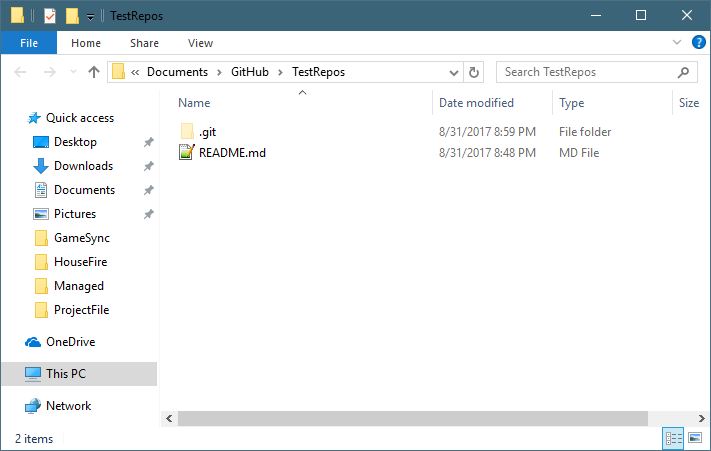 TestRepos
File Home Share View
« Documents GitHub TestRepos Search TestRepos
Name Date modified Type Size
Quick access
Desktop
Downloads
Documents
Pictures
GameSync
HouseFire
Managed
ProjectFile
OneDrive
This PC
Network
.git 8/31/2017 8:59 PM File folder
README.md 8/31/2017 8:48 PM MD File
2 items